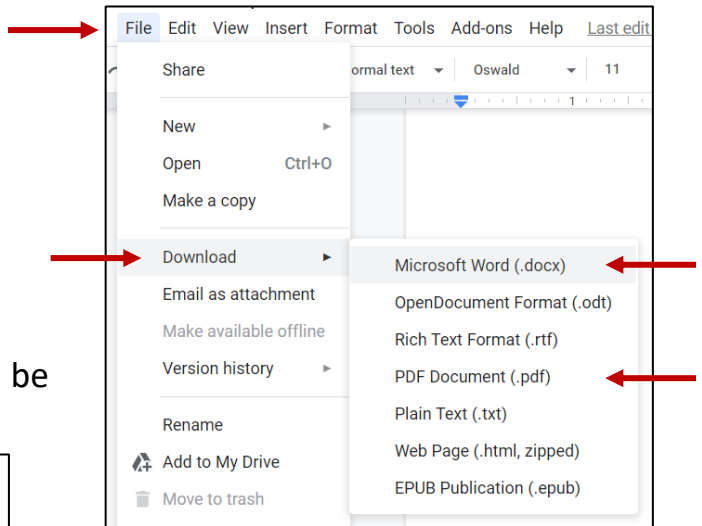 File Edit View Insert Format Tools Add-ons Help Last edit
Share
ormal text Oswald 11
1
New
Open Ctrl+O
Make a copy
Download
Email as attachment
Make available offline
Version history
Rename
Add to My Drive
Move to trash
Microsoft Word (.docx)
OpenDocument Format (.odt)
Rich Text Format (.rtf)
PDF Document (.pdf)
Plain Text (.txt)
Web Page (.html, zipped)
EPUB Publication (.epub)
be